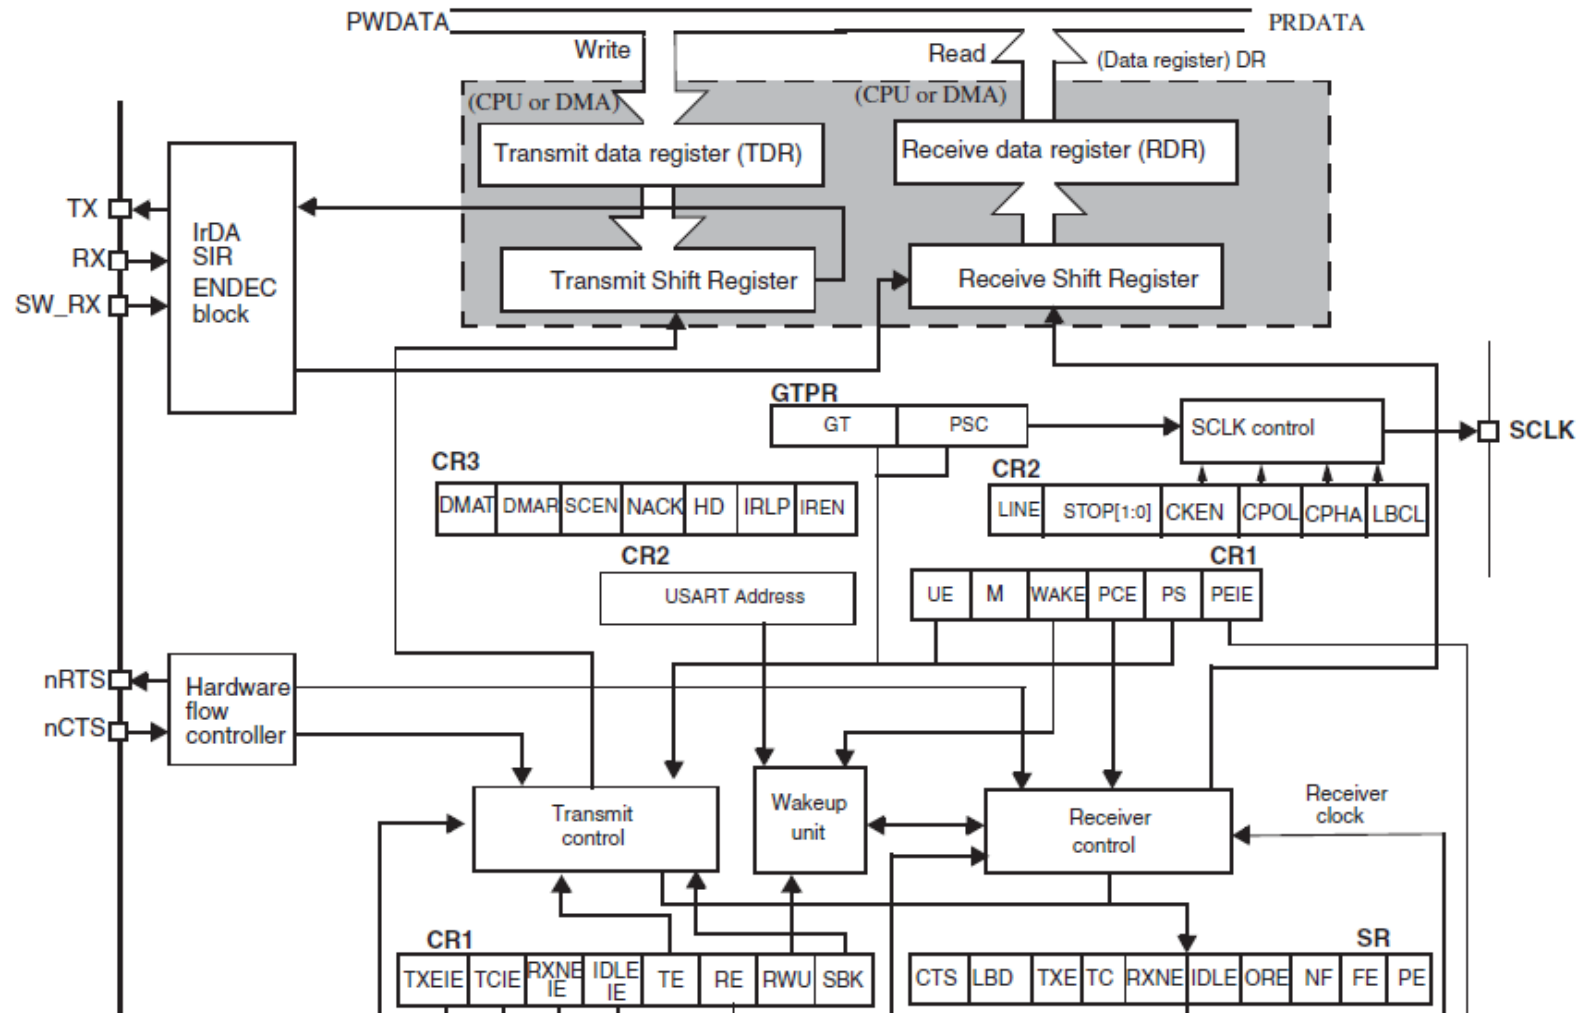 PWDATA
PRDATA
Write
Read
(Data register) DR
(CPU or DMA)
(CPU or DMA)
Transmit data register (TDR)
Receive data register (RDR)
TX
RX
SW_RX
IrDA
SIR
ENDEC
block
Transmit Shift Register
Receive Shift Register
GTPR
GT
PSC
SCLK control
SCLK
CR3
DMAT
DMAR
SCEN
NACK
HD
IRLP
IREN
CR2
LINE
STOP[1:0]
CKEN
CPOL
CPHA
LBCL
CR2
USART Address
CR1
UE
M
WAKE
PCE
PS
PEIE
nRTS
nCTS
Hardware
flow
controller
Transmit
control
Wakeup
unit
Receiver
control
Receiver
clock
CR1
TXEIE
TCIE
RXNE
IE
IDLE
IE
TE
RE
RWU
SBK
SR
CTS
LBD
TXE
TC
RXNE
IDLE
ORE
NF
FE
PE